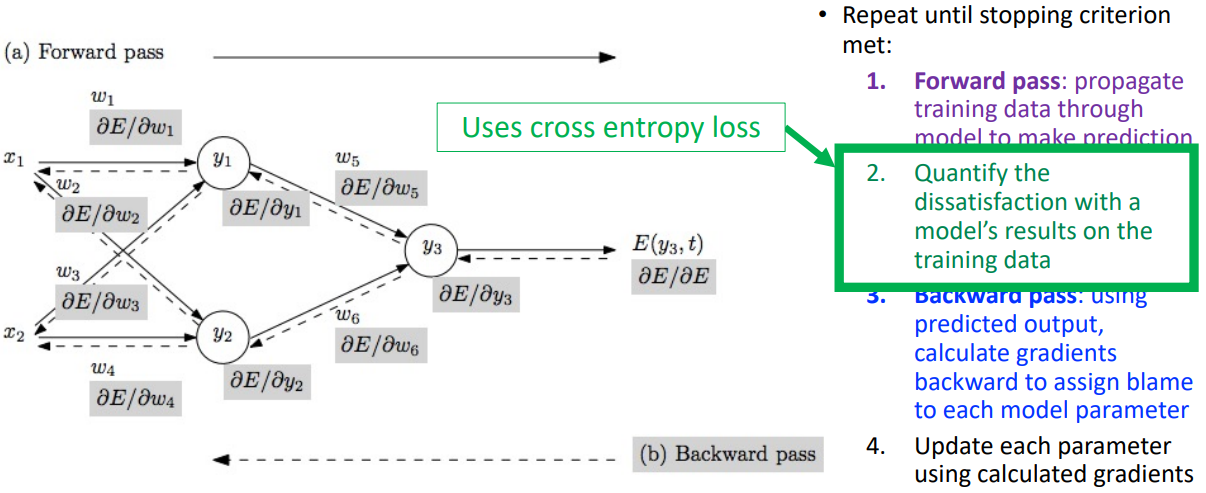 (a) Forward pass
w₁
∂E/∂w₁
x₁
y₁
w₂
∂E/∂w₂
∂E/∂y₁
w₅
∂E/∂w₅
y₃
E(y₃, t)
∂E/∂E
∂E/∂y₃
w₃
∂E/∂w₃
x₂
y₂
w₆
∂E/∂w₆
w₄
∂E/∂w₄
∂E/∂y₂
(b) Backward pass
Uses cross entropy loss
• Repeat until stopping criterion
met:
1. Forward pass: propagate
training data through
model to make prediction
2. Quantify the
dissatisfaction with a
model’s results on the
training data
3. Backward pass: using
predicted output,
calculate gradients
backward to assign blame
to each model parameter
4. Update each parameter
using calculated gradients